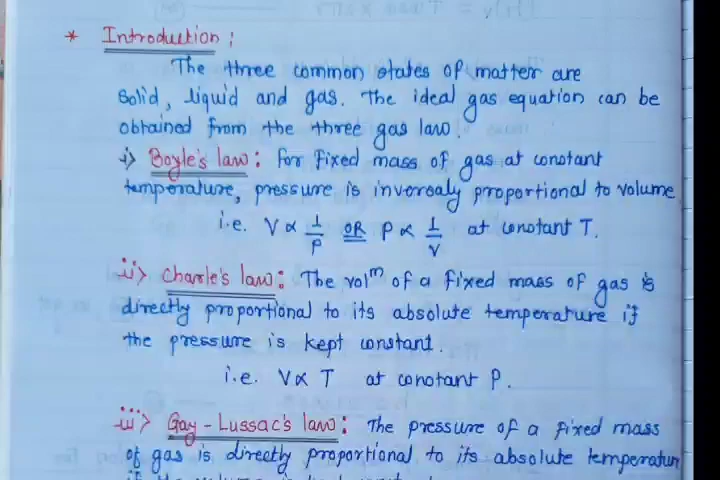 * Introduction :
The three common states of matter are
solid, liquid and gas. The ideal gas equation can be
obtained from the three gas law.
i> Boyle's law : For fixed mass of gas at constant
temperature, pressure is inversaly proportional to volume
i.e. V ∝ 1/P OR P ∝ 1/V at constant T.
ii> Charle's law : The volᵐ of a fixed mass of gas is
directly proportional to its absolute temperature if
the pressure is kept constant.
i.e. V ∝ T at constant P.
iii> Gay - Lussac's law : The pressure of a fixed mass
of gas is directly proportional to its absolute temperatur